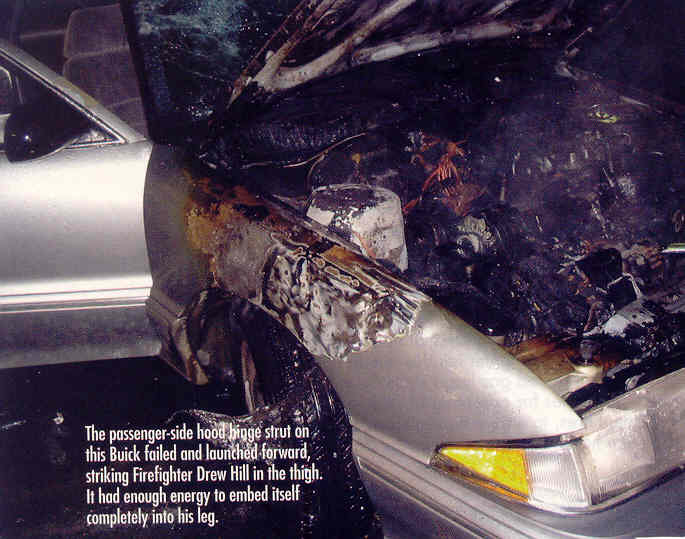 The passenger-side hood hinge strut on
this Buick failed and launched forward,
striking Firefighter Drew Hill in the thigh.
It had enough energy to embed itself
completely into his leg.